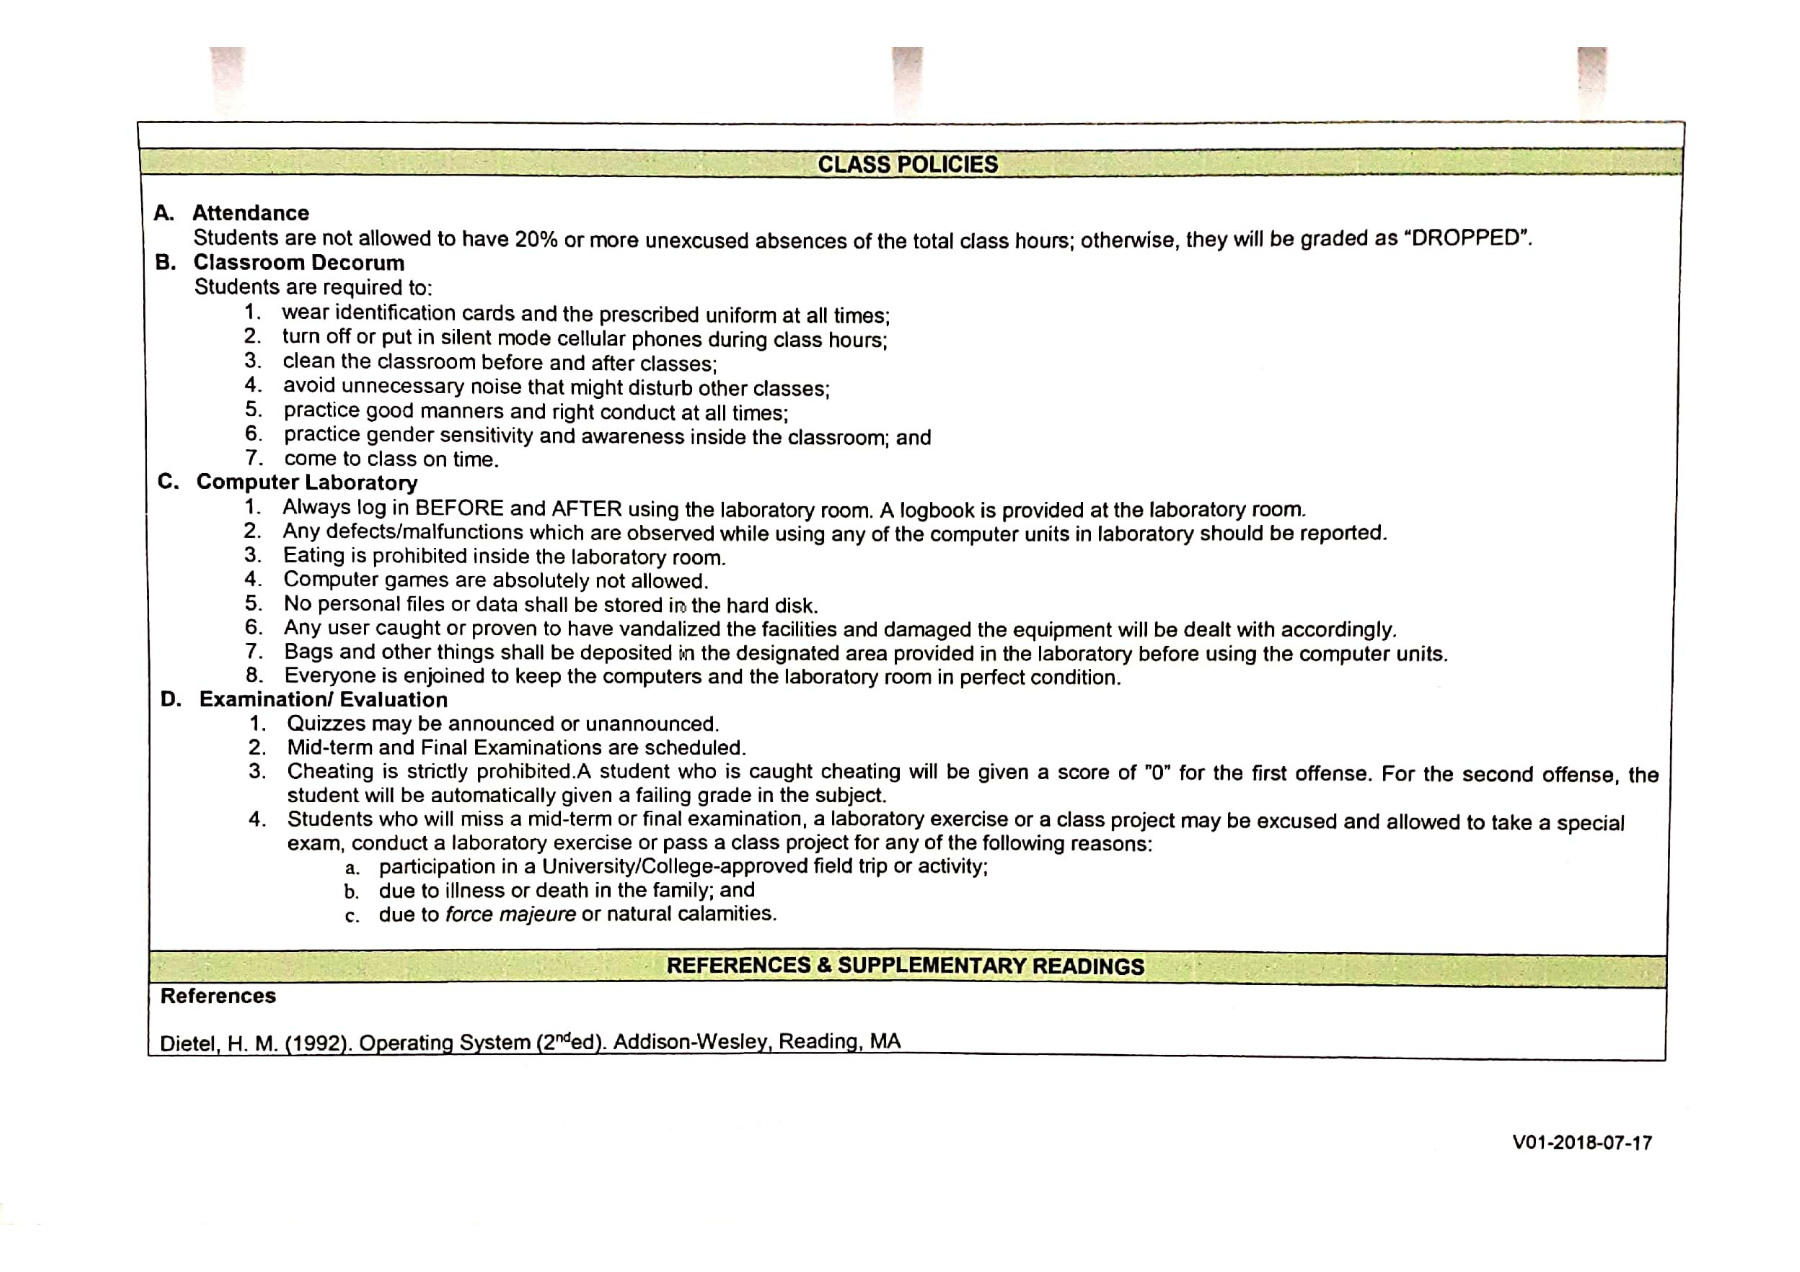 CLASS POLICIES
A. Attendance
Students are not allowed to have 20% or more unexcused absences of the total class hours; otherwise, they will be graded as “DROPPED”.
B. Classroom Decorum
Students are required to:
1. wear identification cards and the prescribed uniform at all times;
2. turn off or put in silent mode cellular phones during class hours;
3. clean the classroom before and after classes;
4. avoid unnecessary noise that might disturb other classes;
5. practice good manners and right conduct at all times;
6. practice gender sensitivity and awareness inside the classroom; and
7. come to class on time.
C. Computer Laboratory
1. Always log in BEFORE and AFTER using the laboratory room. A logbook is provided at the laboratory room.
2. Any defects/malfunctions which are observed while using any of the computer units in laboratory should be reported.
3. Eating is prohibited inside the laboratory room.
4. Computer games are absolutely not allowed.
5. No personal files or data shall be stored in the hard disk.
6. Any user caught or proven to have vandalized the facilities and damaged the equipment will be dealt with accordingly.
7. Bags and other things shall be deposited in the designated area provided in the laboratory before using the computer units.
8. Everyone is enjoined to keep the computers and the laboratory room in perfect condition.
D. Examination/ Evaluation
1. Quizzes may be announced or unannounced.
2. Mid-term and Final Examinations are scheduled.
3. Cheating is strictly prohibited.A student who is caught cheating will be given a score of "0" for the first offense. For the second offense, the
student will be automatically given a failing grade in the subject.
4. Students who will miss a mid-term or final examination, a laboratory exercise or a class project may be excused and allowed to take a special
exam, conduct a laboratory exercise or pass a class project for any of the following reasons:
a. participation in a University/College-approved field trip or activity;
b. due to illness or death in the family; and
c. due to force majeure or natural calamities.
REFERENCES & SUPPLEMENTARY READINGS
References
Dietel, H. M. (1992). Operating System (2nded). Addison-Wesley, Reading, MA
V01-2018-07-17